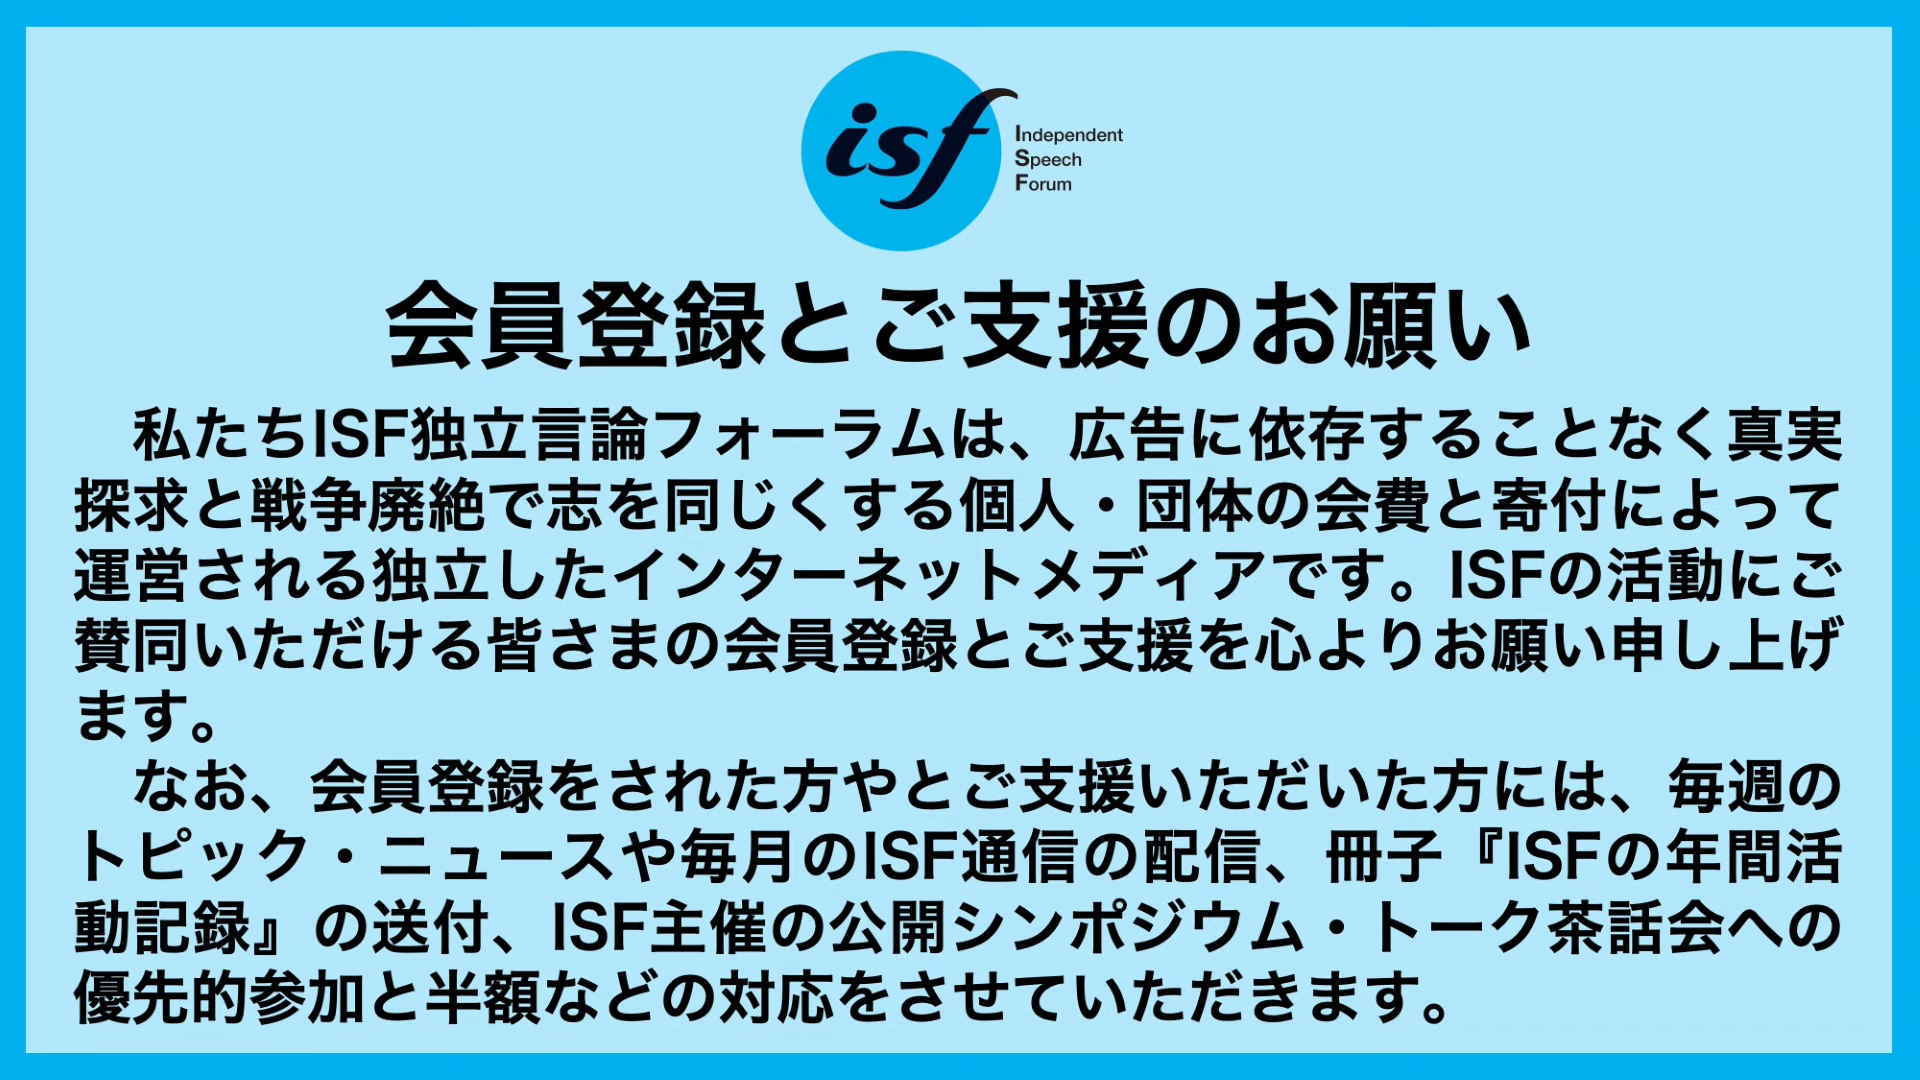 isf
Independent
Speech
Forum
会員登録とご支援のお願い
　私たちISF独立言論フォーラムは、広告に依存することなく真実
探求と戦争廃絶で志を同じくする個人・団体の会費と寄付によって
運営される独立したインターネットメディアです。ISFの活動にご
賛同いただける皆さまの会員登録とご支援を心よりお願い申し上げ
ます。
　なお、会員登録をされた方やとご支援いただいた方には、毎週の
トピック・ニュースや毎月のISF通信の配信、冊子『ISFの年間活
動記録』の送付、ISF主催の公開シンポジウム・トーク茶話会への
優先的参加と半額などの対応をさせていただきます。